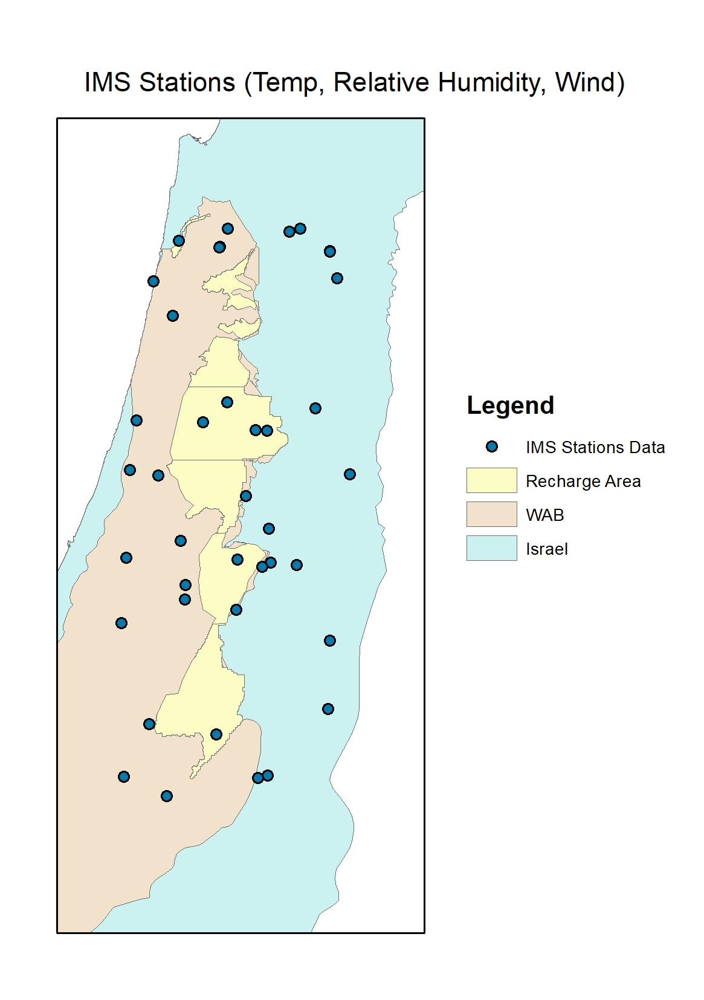 IMS Stations (Temp, Relative Humidity, Wind)
Legend
IMS Stations Data
Recharge Area
WAB
Israel